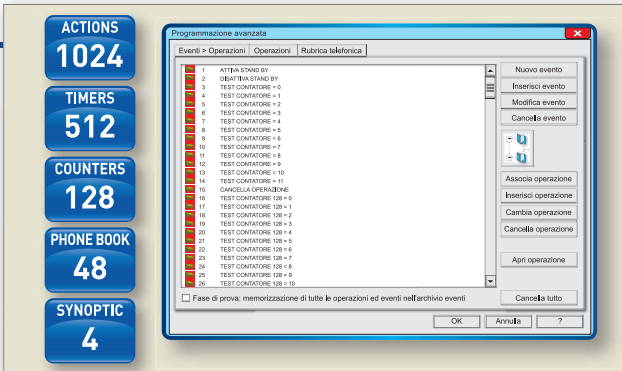 ACTIONS
1024
TIMERS
512
COUNTERS
128
PHONE BOOK
48
SYNOPTIC
4
Programmazione avanzata
Eventi > Operazioni Operazioni Rubrica telefonica
1 ATTIVA STAND BY
2 DISATTIVA STAND BY
3 TEST CONTATORE = 0
4 TEST CONTATORE = 1
5 TEST CONTATORE = 2
6 TEST CONTATORE = 3
7 TEST CONTATORE = 4
8 TEST CONTATORE = 5
9 TEST CONTATORE = 6
10 TEST CONTATORE = 7
11 TEST CONTATORE = 8
12 TEST CONTATORE = 9
13 TEST CONTATORE = 10
14 TEST CONTATORE = 11
15 CANCELLA OPERAZIONE
16 TEST CONTATORE 128 = 0
17 TEST CONTATORE 128 = 1
18 TEST CONTATORE 128 = 2
19 TEST CONTATORE 128 = 3
20 TEST CONTATORE 128 = 4
21 TEST CONTATORE 128 = 5
22 TEST CONTATORE 128 = 6
23 TEST CONTATORE 128 = 7
24 TEST CONTATORE 128 = 8
25 TEST CONTATORE 128 = 9
26 TEST CONTATORE 128 = 10
Nuovo evento
Inserisci evento
Modifica evento
Cancella evento
Associa operazione
Inserisci operazione
Cambia operazione
Cancella operazione
Apri operazione
Fase di prova: memorizzazione di tutte le operazioni ed eventi nell'archivio eventi
Cancella tutto
OK Annulla ?